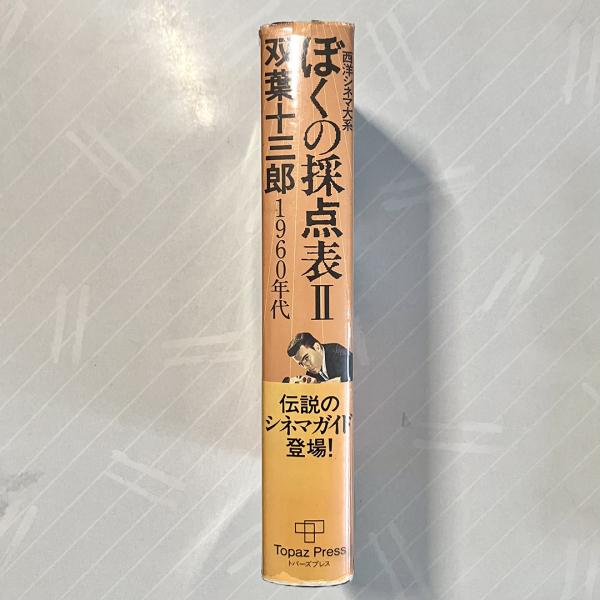 西洋シネマ大系
ぼくの採点表Ⅱ
双葉十三郎
1960年代
伝説の
シネマガイド
登場!
Topaz Press
トパーズプレス